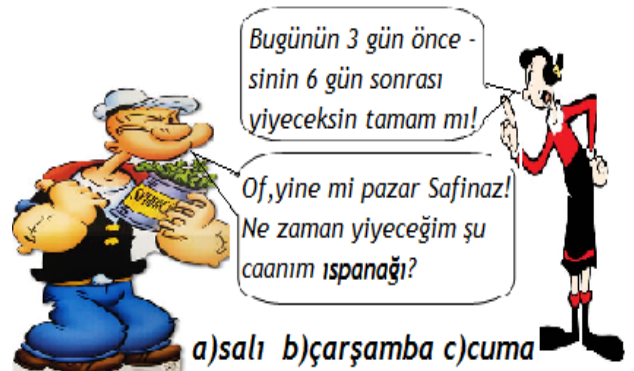 Bugünün 3 gün önce -
sinin 6 gün sonrası
yiyeceksin tamam mı!
Of,yine mi pazar Safinaz!
Ne zaman yiyeceğim şu
caanım ıspanağı?
a)salı b)çarşamba c)cuma